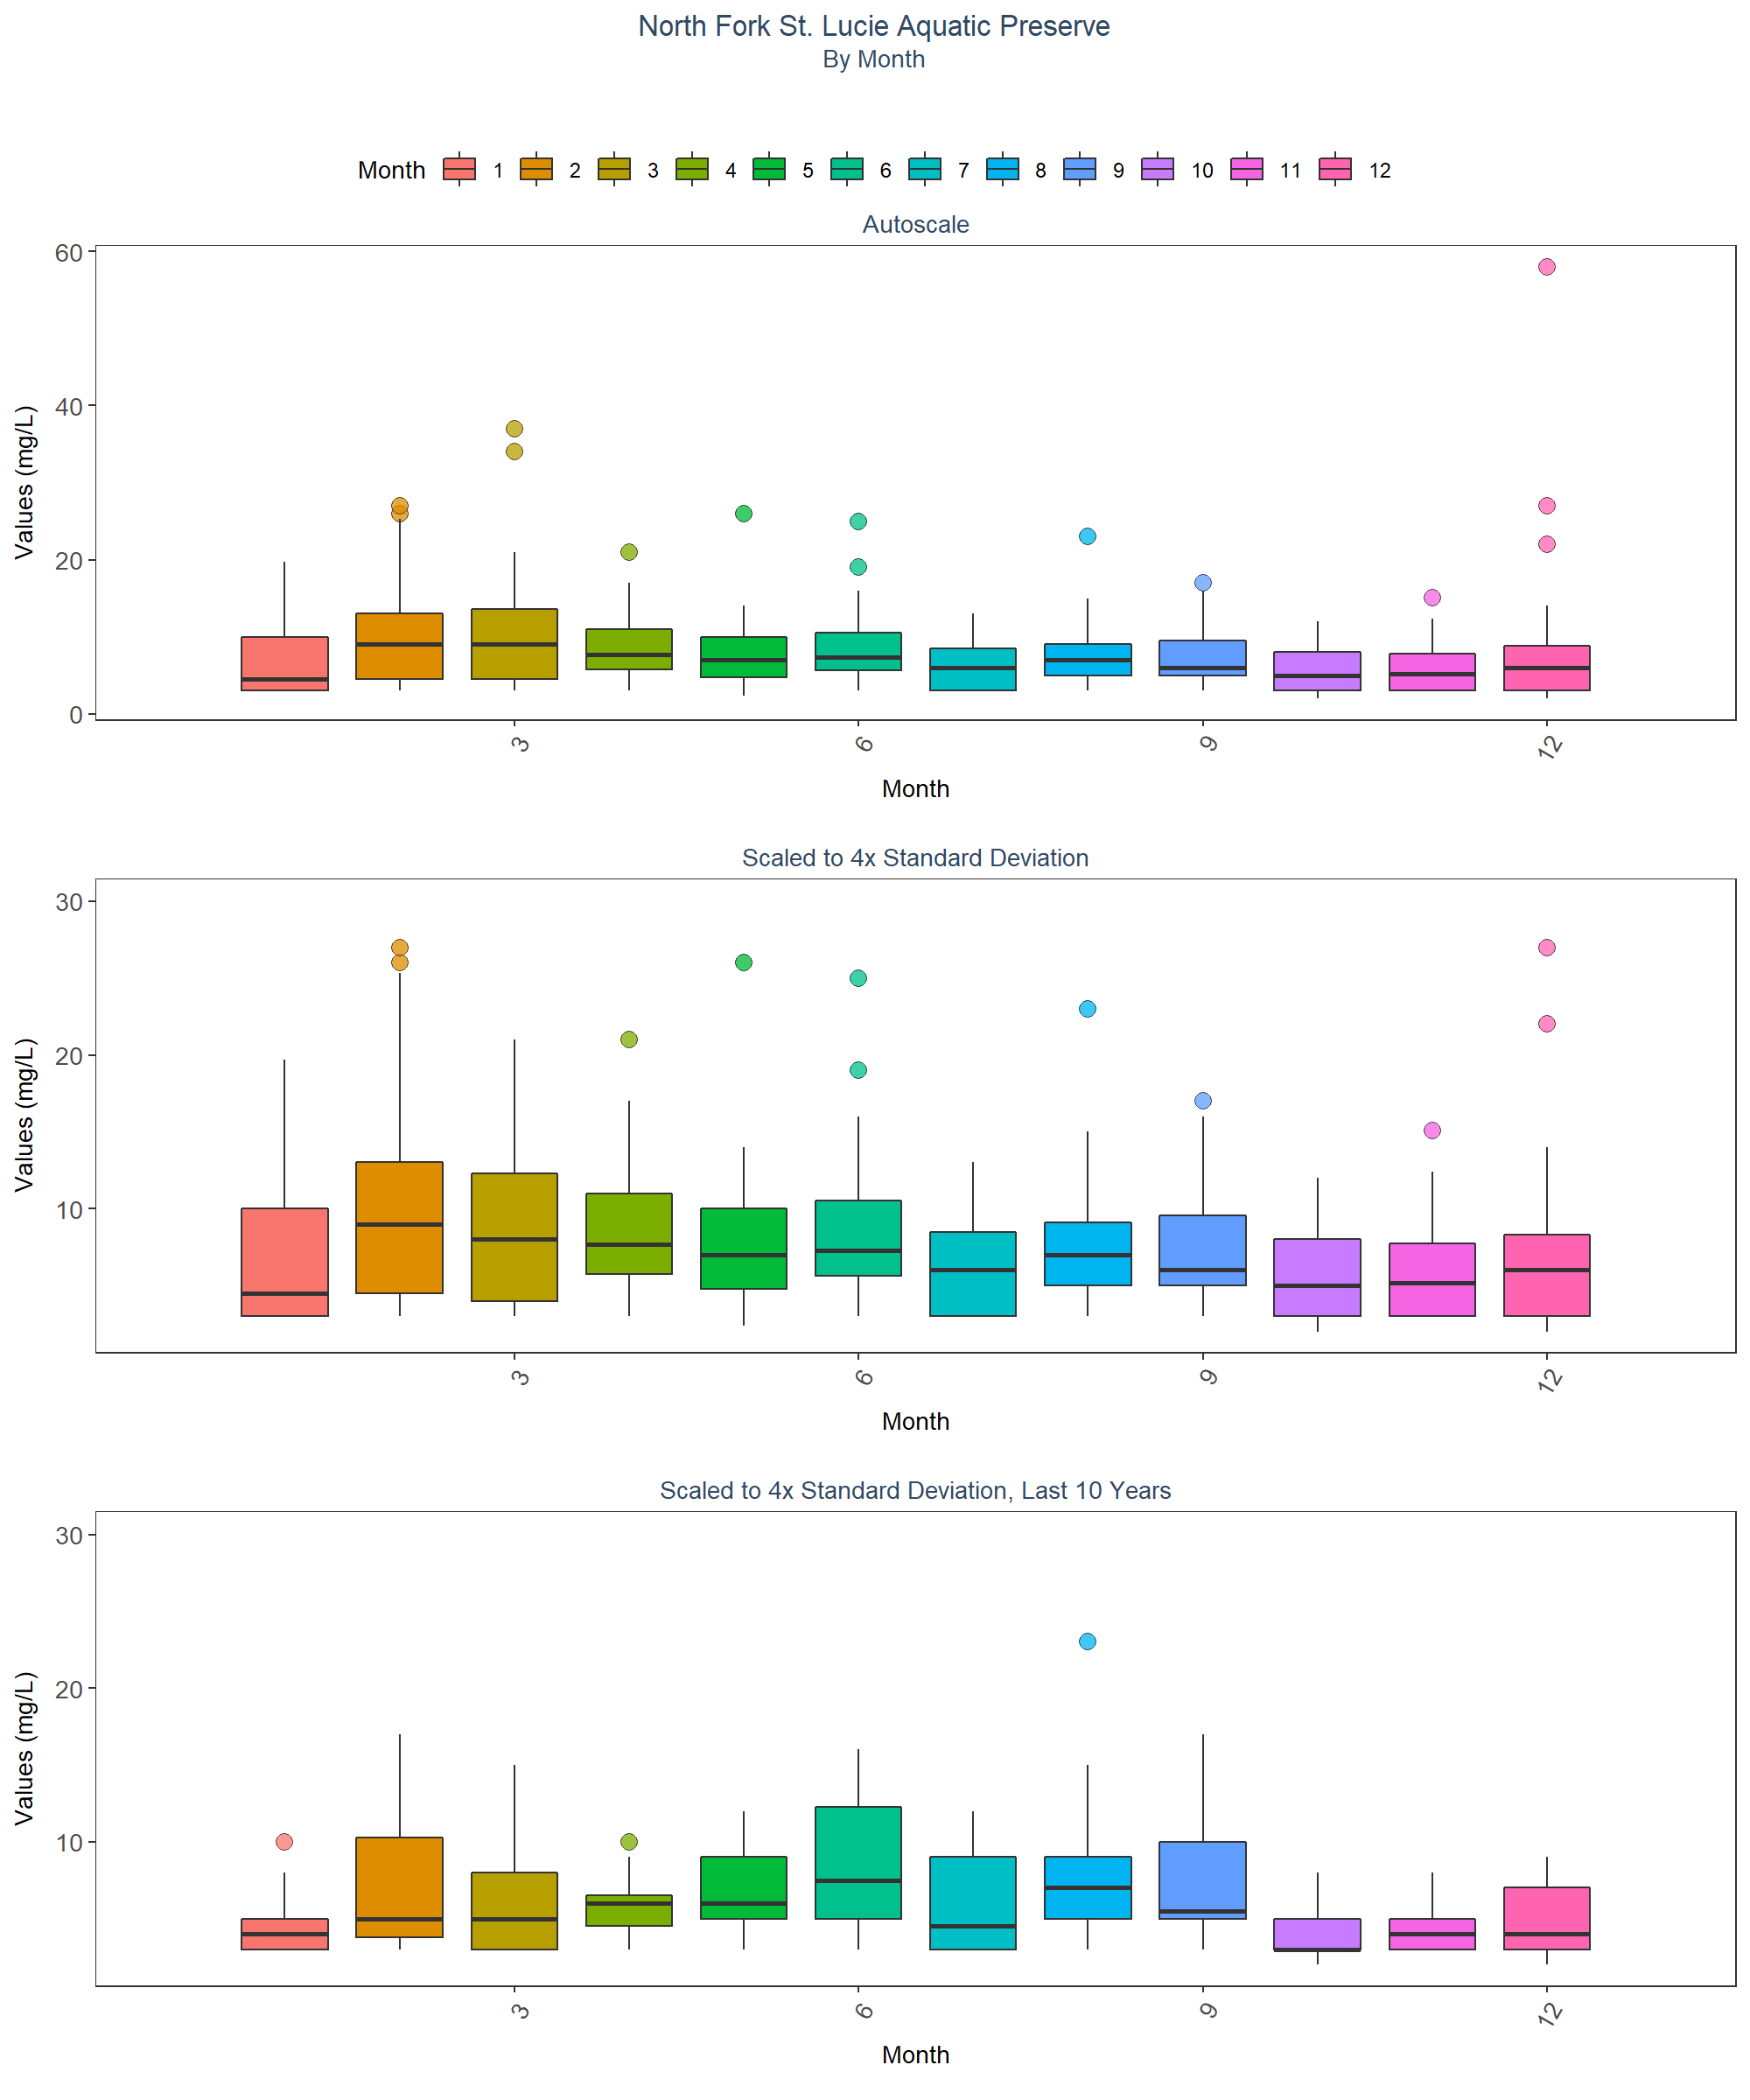 North Fork St. Lucie Aquatic Preserve
By Month
Month 1 2 3 4 5 6 7 8 9 10 11 12
Autoscale
Values (mg/L)
60
40
20
0
3 6 9 12
Month
Scaled to 4x Standard Deviation
Values (mg/L)
30
20
10
3 6 9 12
Month
Scaled to 4x Standard Deviation, Last 10 Years
Values (mg/L)
30
20
10
3 6 9 12
Month